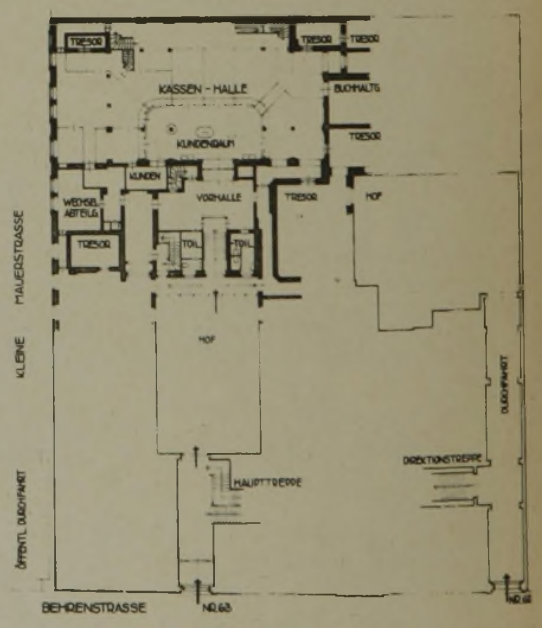 TRESOR
TRESOR
TRESOR
KASSEN - HALLE
BUCHHALTG
KUNDENRAUM
TRESOR
KUNDEN
WECHSEL
ABTEILG
VORHALLE
TRESOR
HOF
TRESOR
TOIL
TOIL
HOF
MAUERSTRASSE
KLEINE
DURCHFAHRT
DIREKTIONSTREPPE
HAUPTTREPPE
ÖFFENTL. DURCHFAHRT
BEHRENSTRASSE
NR. 63
NR.